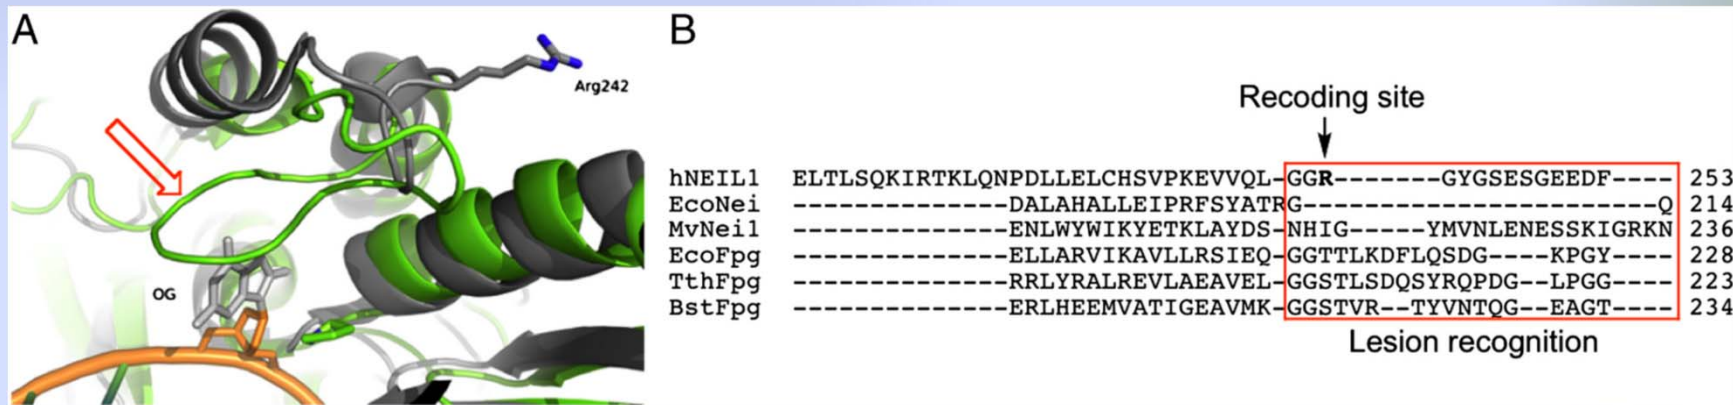 A
Arg242
OG
B
Recoding site
hNEIL1 ELTLSQKIRTKLQNPDLLELCHSVPKEVVQL-GGR-------GYGSESGEEDF---- 253
EcoNei --------------DALAHALLEIPRFSYATRG-----------------------Q 214
MvNei1 --------------ENLWYWIKYETKLAYDS-NHIG-----YMVNLENESSKIGRKN 236
EcoFpg --------------ELLARVIKAVLLRSIEQ-GGTTLKDFLQSDG----KPGY---- 228
TthFpg --------------RRLYRALREVLAEAVEL-GGSTLSDQSYRQPDG--LPGG---- 223
BstFpg --------------ERLHEEMVATIGEAVMK-GGSTVR--TYVNTQG--EAGT---- 234
Lesion recognition